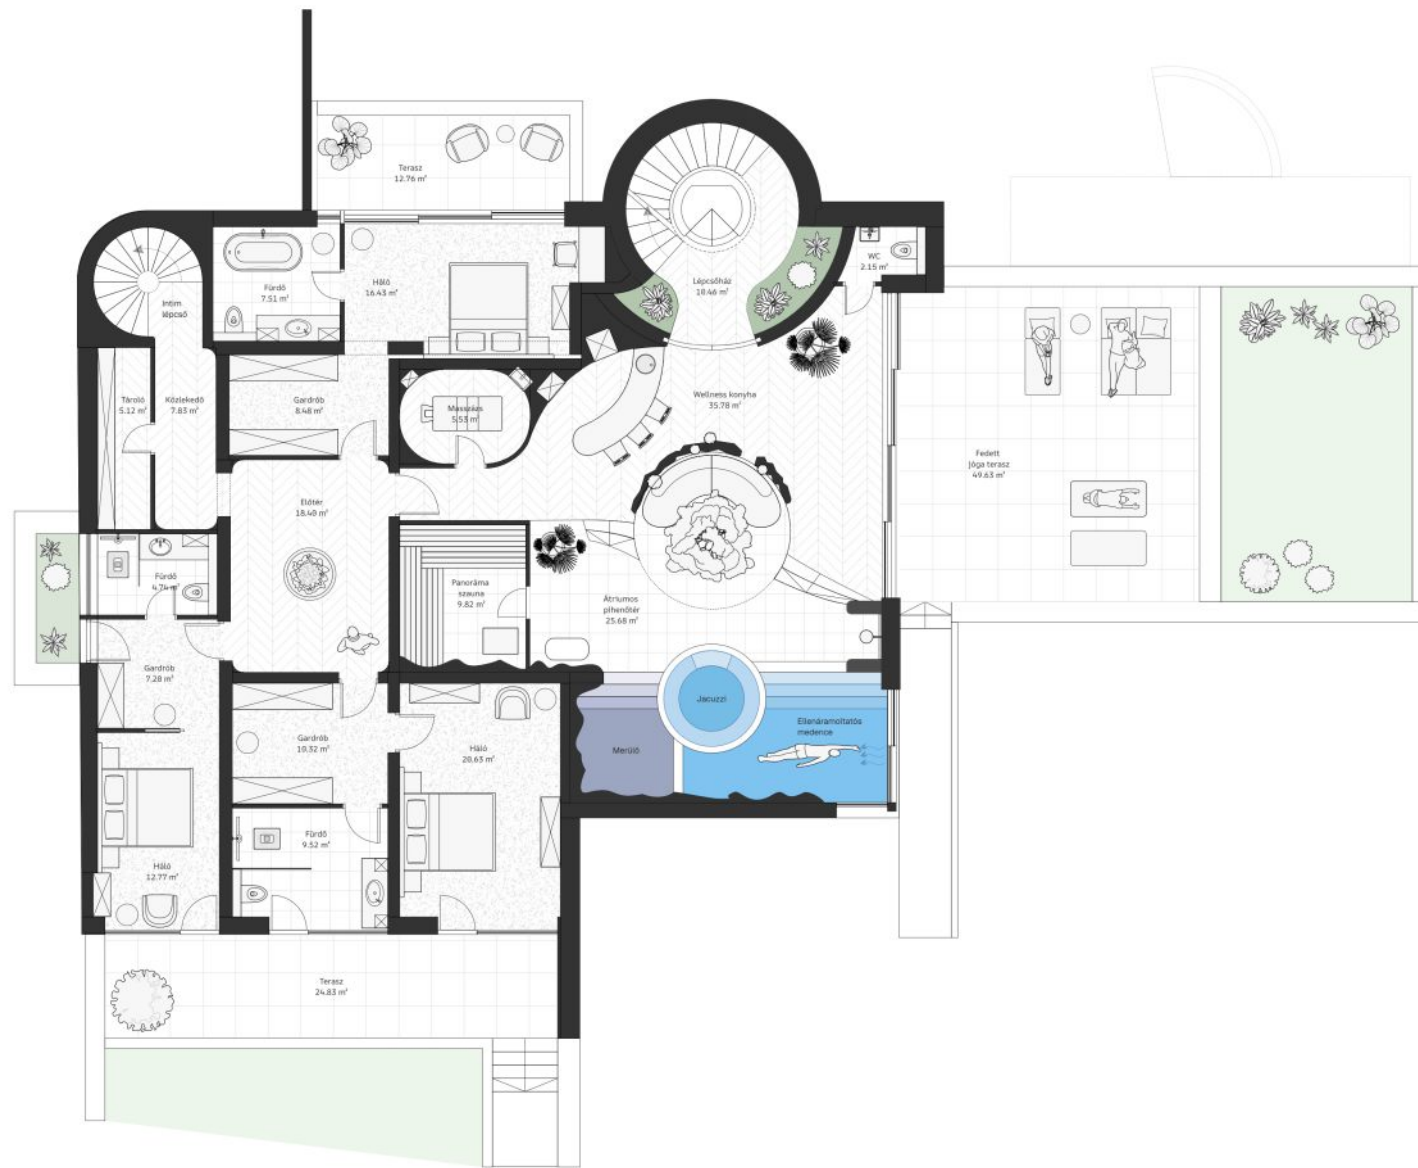 Terasz
12.76 m²
Fürdő
7.51 m²
Háló
16.43 m²
Lépcsőház
18.46 m²
WC
2.15 m²
Intim
lépcső
Tároló
5.12 m²
Közlekedő
7.83 m²
Gardrób
8.48 m²
Masszázs
5.53 m²
Wellness konyha
35.78 m²
Fedett
jóga terasz
49.63 m²
Előtér
18.40 m²
Fürdő
4.74 m²
Panoráma
szauna
9.82 m²
Átriumos
pihenőtér
25.68 m²
Gardrób
7.28 m²
Jacuzzi
Ellenáramoltatós
medence
Merülő
Gardrób
10.32 m²
Háló
20.63 m²
Fürdő
9.52 m²
Háló
12.77 m²
Terasz
24.83 m²